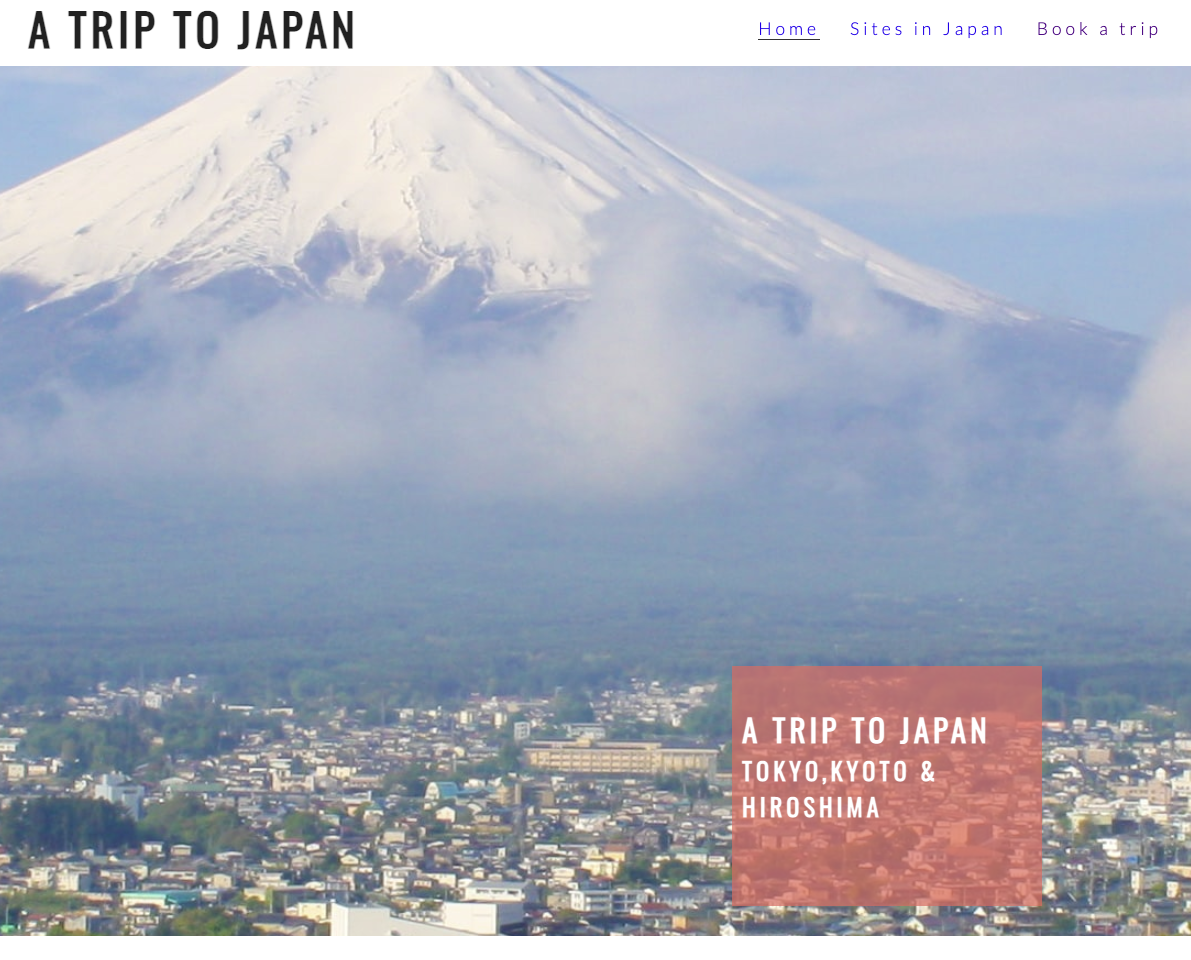 A TRIP TO JAPAN
Home Sites in Japan Book a trip
A TRIP TO JAPAN
TOKYO,KYOTO &
HIROSHIMA